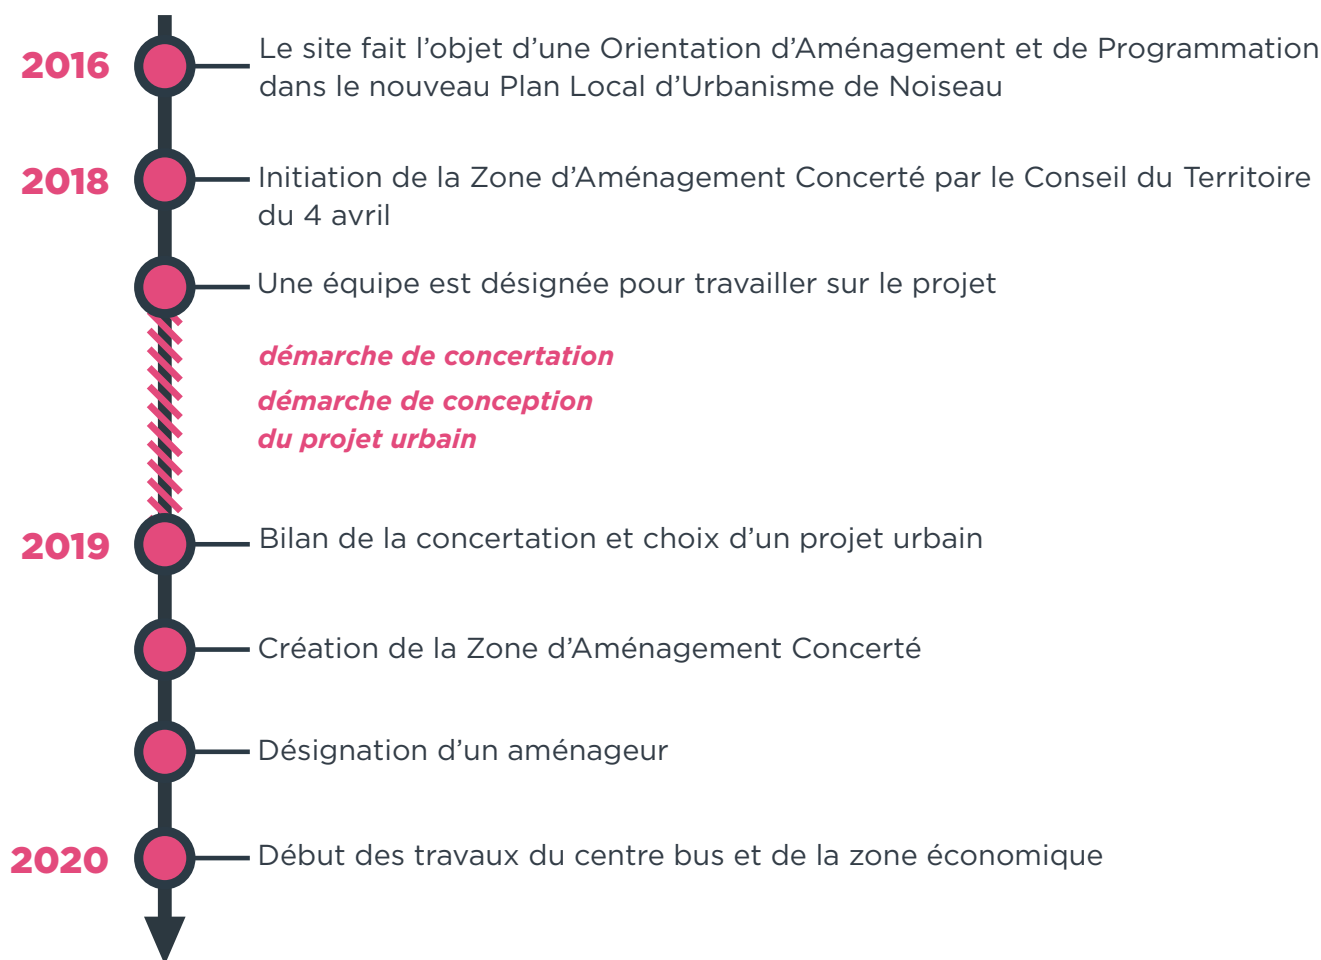 2016
Le site fait l’objet d’une Orientation d’Aménagement et de Programmation
dans le nouveau Plan Local d’Urbanisme de Noiseau
2018
Initiation de la Zone d’Aménagement Concerté par le Conseil du Territoire
du 4 avril
Une équipe est désignée pour travailler sur le projet
démarche de concertation
démarche de conception
du projet urbain
2019
Bilan de la concertation et choix d’un projet urbain
Création de la Zone d’Aménagement Concerté
Désignation d’un aménageur
2020
Début des travaux du centre bus et de la zone économique